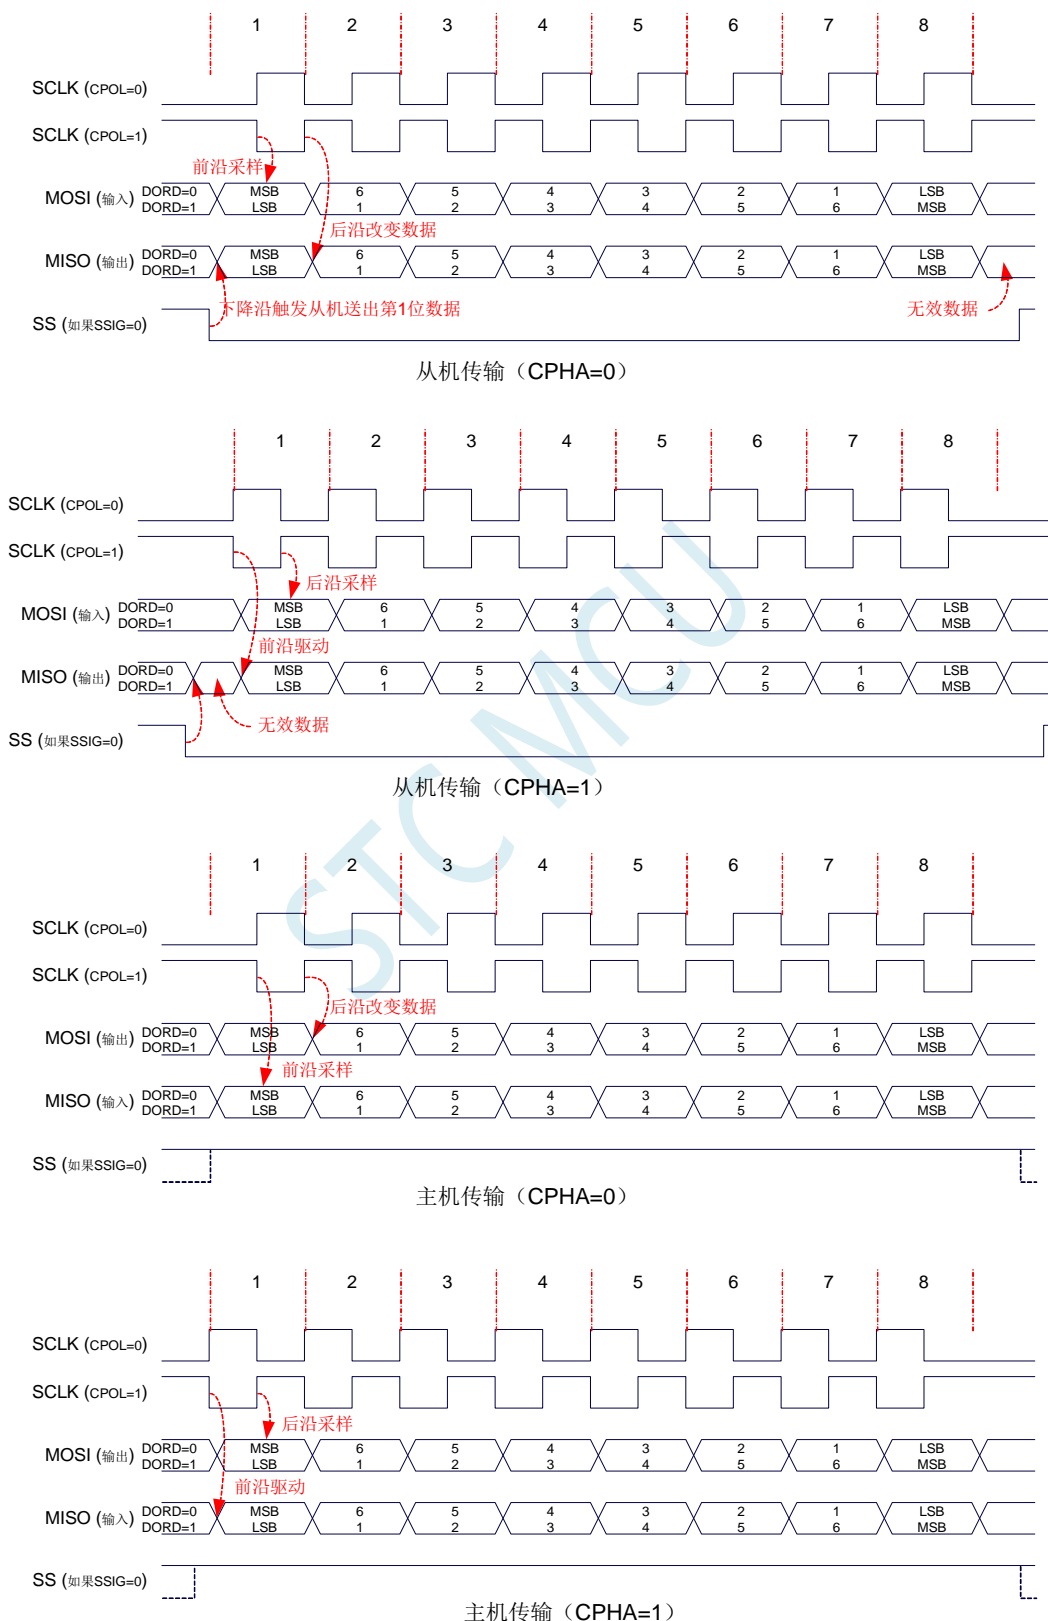 1 2 3 4 5 6 7 8
SCLK (CPOL=0)
SCLK (CPOL=1)
前沿采样
MOSI (输入) DORD=0 MSB 6 5 4 3 2 1 LSB
DORD=1 LSB 1 2 3 4 5 6 MSB
后沿改变数据
MISO (输出) DORD=0 MSB 6 5 4 3 2 1 LSB
DORD=1 LSB 1 2 3 4 5 6 MSB
下降沿触发从机送出第1位数据 无效数据
SS (如果SSIG=0)
从机传输（CPHA=0）
1 2 3 4 5 6 7 8
SCLK (CPOL=0)
SCLK (CPOL=1)
后沿采样
MOSI (输入) DORD=0 MSB 6 5 4 3 2 1 LSB
DORD=1 LSB 1 2 3 4 5 6 MSB
前沿驱动
MISO (输出) DORD=0 MSB 6 5 4 3 2 1 LSB
DORD=1 LSB 1 2 3 4 5 6 MSB
无效数据
SS (如果SSIG=0)
从机传输（CPHA=1）
STC MCU
1 2 3 4 5 6 7 8
SCLK (CPOL=0)
SCLK (CPOL=1)
后沿改变数据
MOSI (输出) DORD=0 MSB 6 5 4 3 2 1 LSB
DORD=1 LSB 1 2 3 4 5 6 MSB
前沿采样
MISO (输入) DORD=0 MSB 6 5 4 3 2 1 LSB
DORD=1 LSB 1 2 3 4 5 6 MSB
SS (如果SSIG=0)
主机传输（CPHA=0）
1 2 3 4 5 6 7 8
SCLK (CPOL=0)
SCLK (CPOL=1)
后沿采样
MOSI (输出) DORD=0 MSB 6 5 4 3 2 1 LSB
DORD=1 LSB 1 2 3 4 5 6 MSB
前沿驱动
MISO (输入) DORD=0 MSB 6 5 4 3 2 1 LSB
DORD=1 LSB 1 2 3 4 5 6 MSB
SS (如果SSIG=0)
主机传输（CPHA=1）